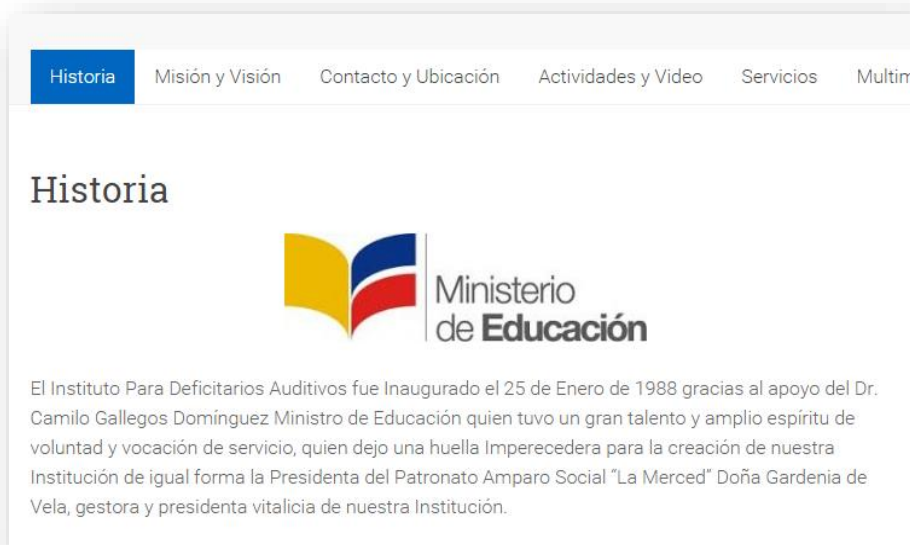 Historia Misión y Visión Contacto y Ubicación Actividades y Video Servicios
Historia
Ministerio
de Educación
El Instituto Para Deficitarios Auditivos fue Inaugurado el 25 de Enero de 1988 gracias al apoyo del Dr.
Camilo Gallegos Domínguez Ministro de Educación quien tuvo un gran talento y amplio espíritu de
voluntad y vocación de servicio, quien dejo una huella Imperecedera para la creación de nuestra
Institución de igual forma la Presidenta del Patronato Amparo Social “La Merced” Doña Gardenia de
Vela, gestora y presidenta vitalicia de nuestra Institución.